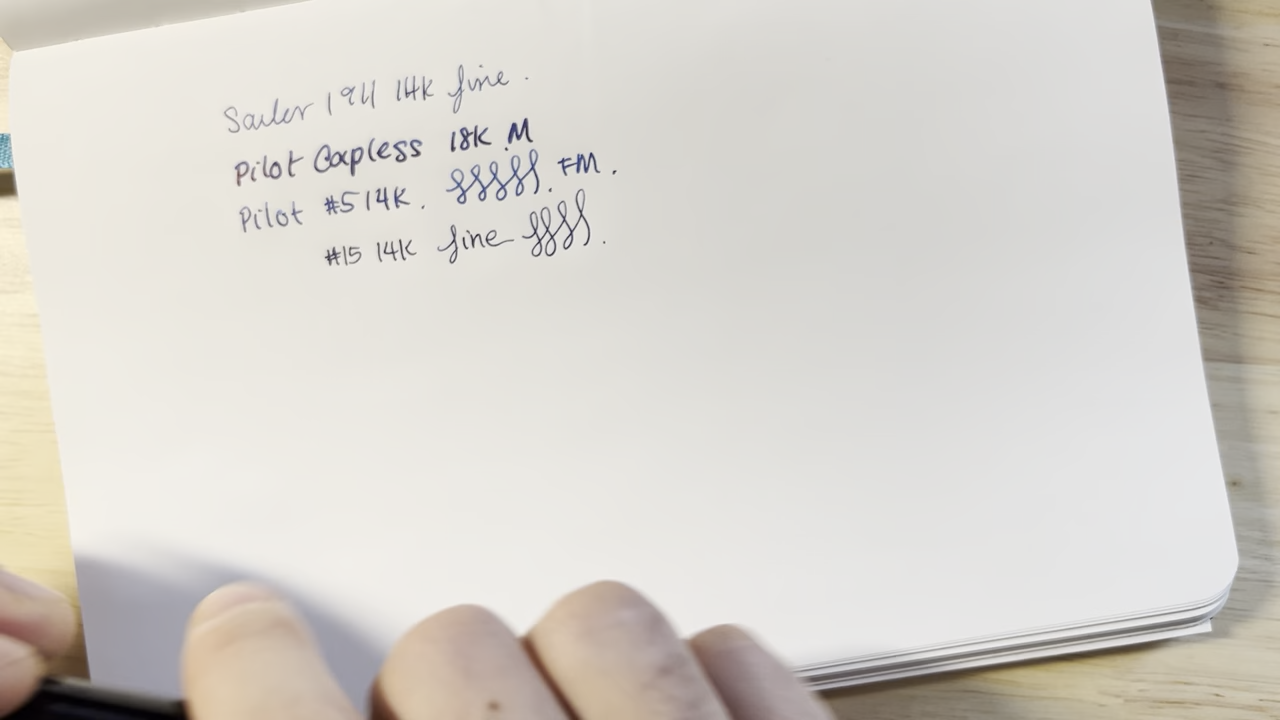 Sailor 1911 14K fine.
Pilot Capless 18K M
Pilot #5 14K. FM.
#15 14K fine